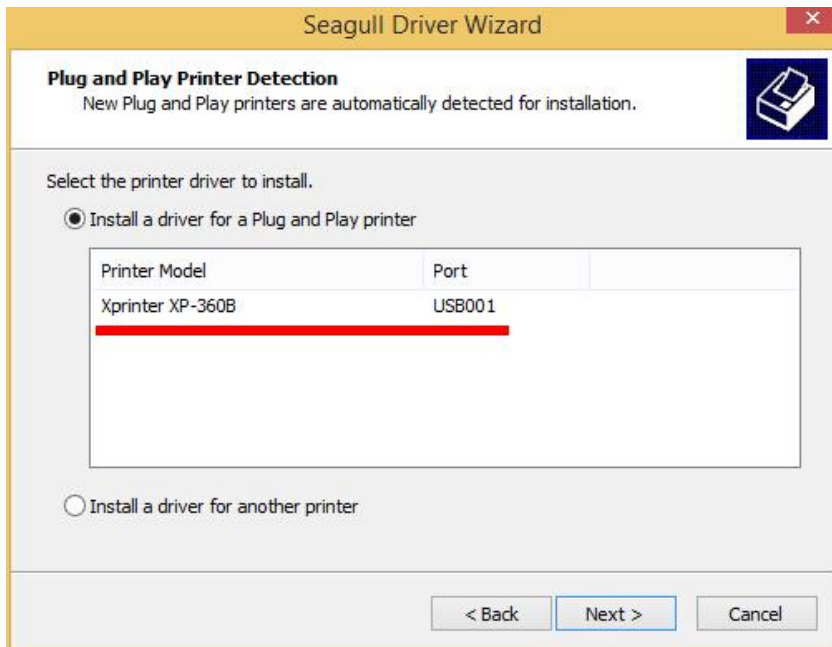 Seagull Driver Wizard
Plug and Play Printer Detection
New Plug and Play printers are automatically detected for installation.
Select the printer driver to install.
Install a driver for a Plug and Play printer
Printer Model Port
Xprinter XP-360B USB001
Install a driver for another printer
< Back Next > Cancel